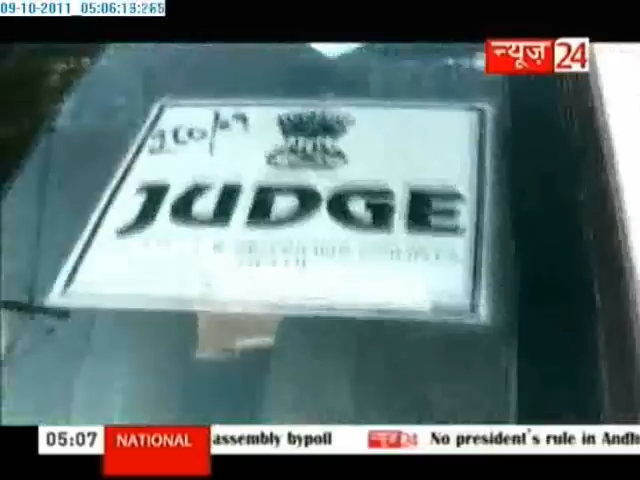 09-10-2011_05:06:13:265
न्यूज़ 24
JUDGE
05:07 NATIONAL assembly bypoll न्यूज़ 24 No president's rule in Andh